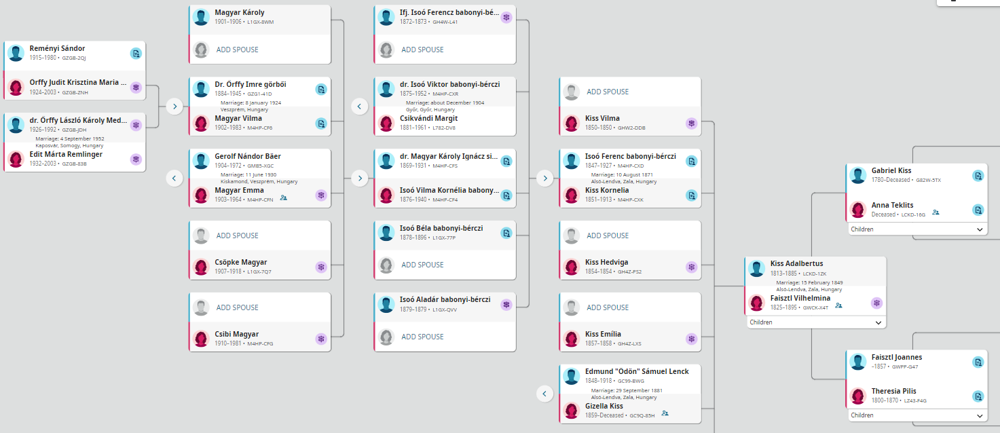 Reményi Sándor
1915–1980 • GZGB-2QJ
Orffy Judit Krisztina Maria ...
1924–2003 • GZGB-ZNH
dr. Örffy László Károly Med...
1926–1992 • GZGB-JDH
Marriage: 4 September 1952
Kaposvár, Somogy, Hungary
Edit Márta Remlinger
1932–2003 • GZGB-83B
Magyar Károly
1901–1906 • L1GX-8WM
ADD SPOUSE
Dr. Örffy Imre görbői
1884–1945 • GZG1-41D
Marriage: 8 January 1924
Veszprém, Hungary
Magyar Vilma
1902–1983 • M4HP-CF6
Gerolf Nándor Bäer
1904–1972 • GMB5-XGC
Marriage: 11 June 1930
Kiskamond, Veszprém, Hungary
Magyar Emma
1903–1964 • M4HP-CFN
ADD SPOUSE
Csöpke Magyar
1907–1918 • L1GX-7Q7
ADD SPOUSE
Csibi Magyar
1910–1981 • M4HP-CFG
Ifj. Isoó Ferencz babonyi-bé...
1872–1873 • GH4W-L41
ADD SPOUSE
dr. Isoó Viktor babonyi-bérczi
1875–1952 • M4HP-CXR
Marriage: about December 1904
Győr, Győr, Hungary
Csikvándi Margit
1881–1961 • L782-DV8
dr. Magyar Károly Ignácz si...
1869–1931 • M4HP-CFS
Isoó Vilma Kornélia babony...
1876–1940 • M4HP-CF4
Isoó Béla babonyi-bérczi
1878–1896 • L1GX-77P
ADD SPOUSE
Isoó Aladár babonyi-bérczi
1879–1879 • L1GX-QVV
ADD SPOUSE
ADD SPOUSE
Kiss Vilma
1850–1850 • GHW2-DDB
Isoó Ferenc babonyi-bérczi
1847–1927 • M4HP-CXD
Marriage: 10 August 1871
Alsó-Lendva, Zala, Hungary
Kiss Kornelia
1851–1913 • M4HP-CXK
ADD SPOUSE
Kiss Hedviga
1854–1854 • GH4Z-PS2
ADD SPOUSE
Kiss Emília
1857–1858 • GH4Z-LXS
Edmund "Ödön" Sámuel Lenck
1848–1918 • GC99-BWG
Marriage: 29 September 1881
Alsó-Lendva, Zala, Hungary
Gizella Kiss
1859–Deceased • GC9Q-85H
Kiss Adalbertus
1813–1885 • LCKD-1ZK
Marriage: 15 February 1849
Alsó-Lendva, Zala, Hungary
Faisztl Vilhelmina
1825–1895 • GWCK-X4T
Children
Gabriel Kiss
1780–Deceased • G82W-5TX
Anna Teklits
Deceased • LCKD-16G
Children
Faisztl Joannes
–1857 • GWPP-G47
Theresia Pilis
1800–1870 • LZ43-F4G
Children